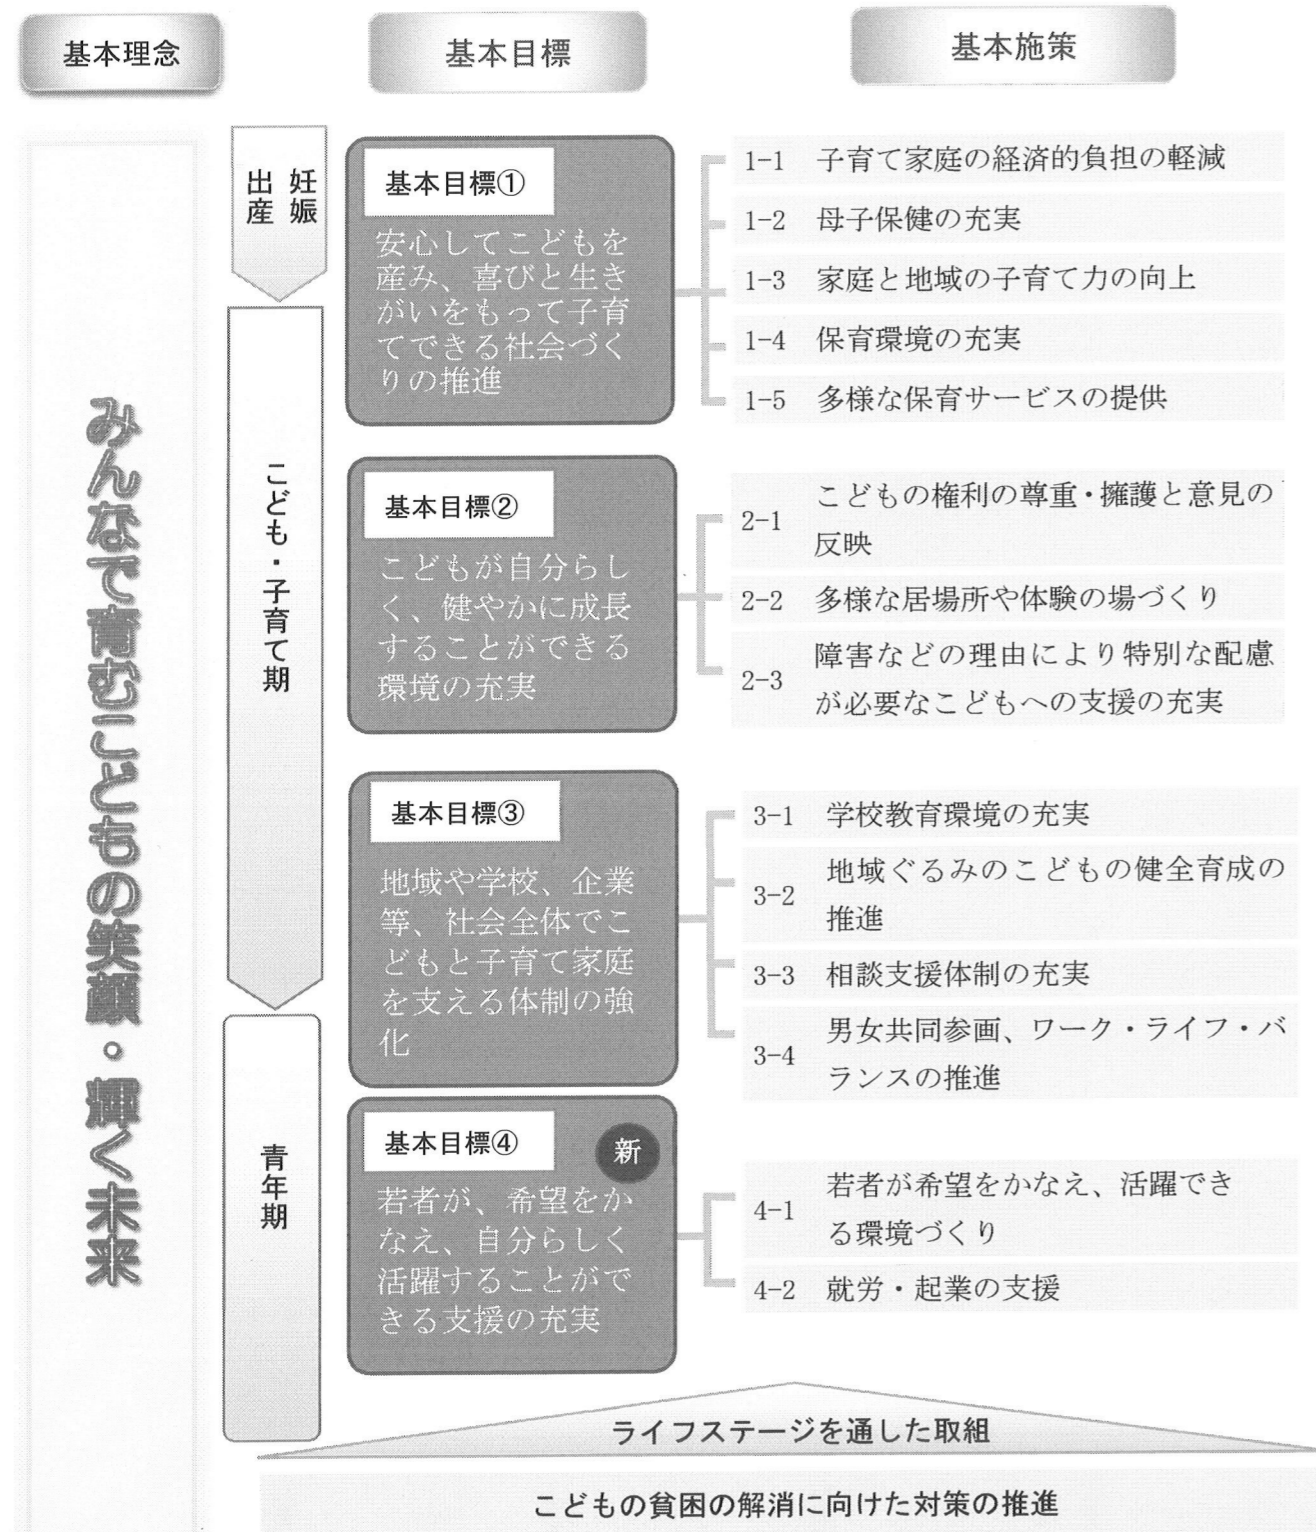 基本理念
基本目標
基本施策
みんなで育むこどもの笑顔・輝く未来
妊娠
出産
こども・子育て期
青年期
基本目標①
安心してこどもを
産み、喜びと生き
がいをもって子育
てできる社会づく
りの推進
1-1 子育て家庭の経済的負担の軽減
1-2 母子保健の充実
1-3 家庭と地域の子育て力の向上
1-4 保育環境の充実
1-5 多様な保育サービスの提供
基本目標②
こどもが自分らし
く、健やかに成長
することができる
環境の充実
2-1 こどもの権利の尊重・擁護と意見の
反映
2-2 多様な居場所や体験の場づくり
2-3 障害などの理由により特別な配慮
が必要なこどもへの支援の充実
基本目標③
地域や学校、企業
等、社会全体でこ
どもと子育て家庭
を支える体制の強
化
3-1 学校教育環境の充実
3-2 地域ぐるみのこどもの健全育成の
推進
3-3 相談支援体制の充実
3-4 男女共同参画、ワーク・ライフ・バ
ランスの推進
基本目標④
新
若者が、希望をか
なえ、自分らしく
活躍することがで
きる支援の充実
4-1 若者が希望をかなえ、活躍でき
る環境づくり
4-2 就労・起業の支援
ライフステージを通した取組
こどもの貧困の解消に向けた対策の推進